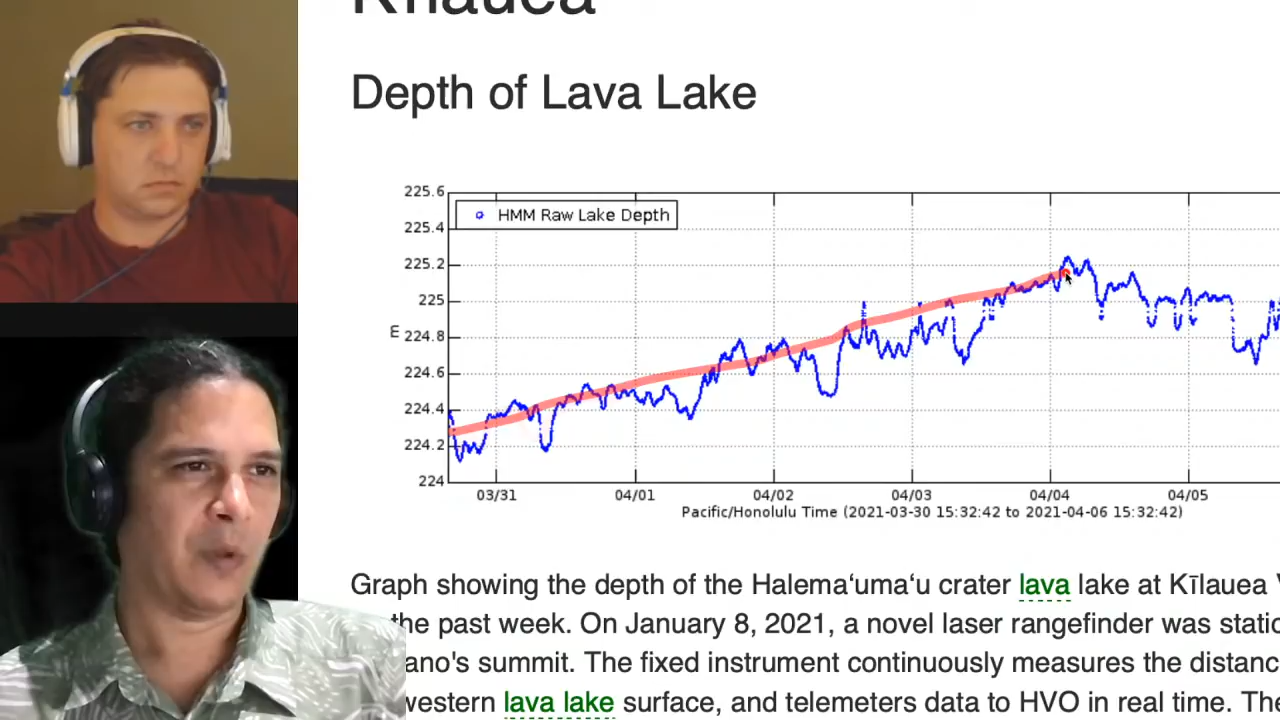 Kīlauea
Depth of Lava Lake
225.6
225.4
225.2
225
224.8
224.6
224.4
224.2
224
E
HMM Raw Lake Depth
03/31 04/01 04/02 04/03 04/04 04/05
Pacific/Honolulu Time (2021-03-30 15:32:42 to 2021-04-06 15:32:42)
Graph showing the depth of the Halemaʻumaʻu crater lava lake at Kīlauea
the past week. On January 8, 2021, a novel laser rangefinder was static
ano's summit. The fixed instrument continuously measures the distanc
western lava lake surface, and telemeters data to HVO in real time. The